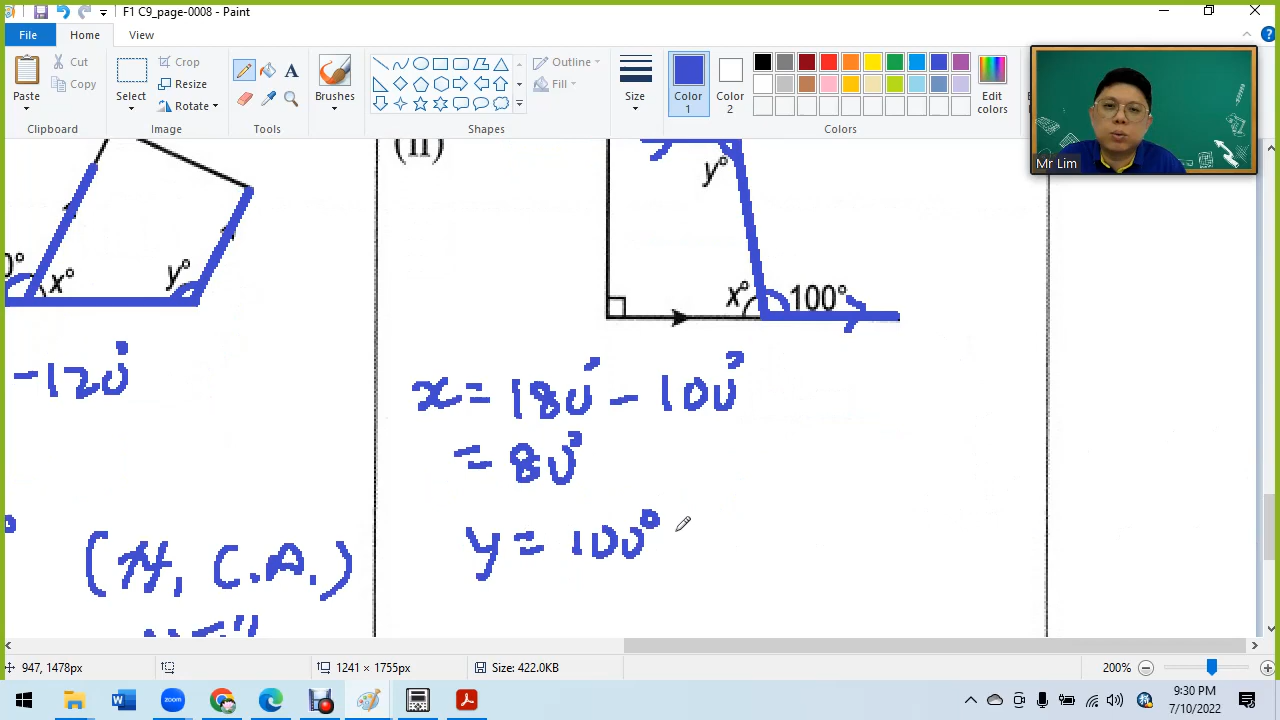 F1 C9_page-0008 - Paint
File Home View
Paste Cut Copy Select Crop Resize Rotate Brushes Size Color 1 Color 2 Edit colors
Outline
Fill
Clipboard Image Tools Shapes Colors
Mr Lim
(ii)
y°
0° x° y°
x° 100°
-120°
x = 180° - 100°
= 80°
y = 100°
(//, C.A.)
947, 1478px 1241 × 1755px Size: 422.0KB 200%
W zoom
9:30 PM
7/10/2022